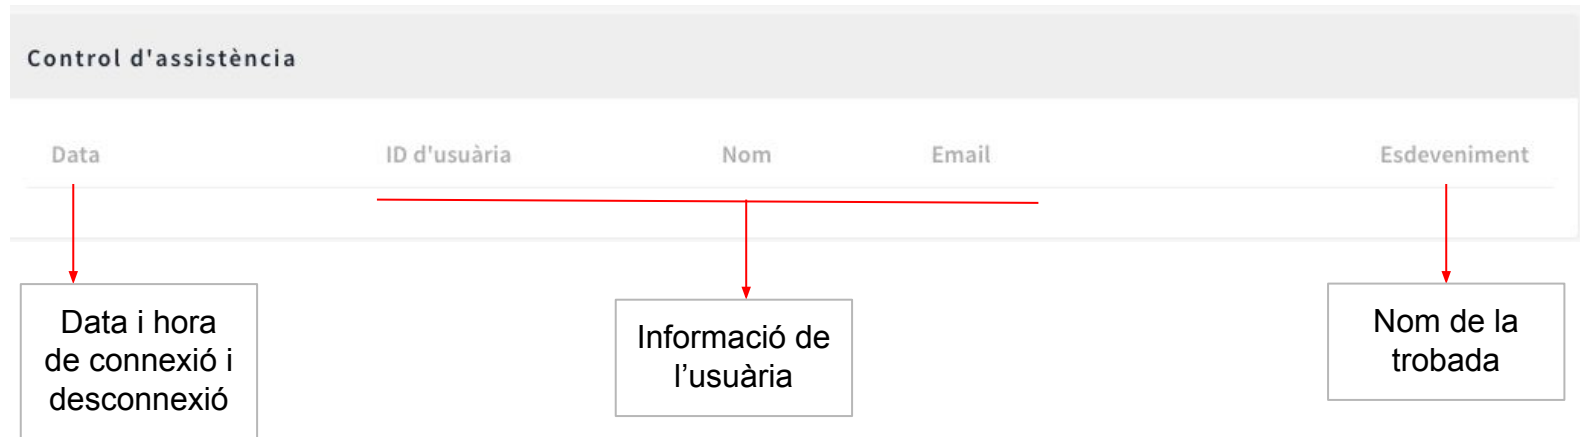 Control d'assistència
Data ID d'usuària Nom Email Esdeveniment
Data i hora
de connexió i
desconnexió
Informació de
l’usuària
Nom de la
trobada